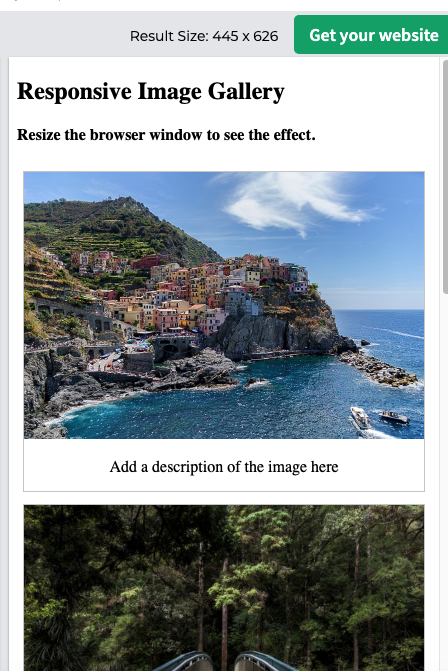 Result Size: 445 x 626
Get your website
Responsive Image Gallery
Resize the browser window to see the effect.
Add a description of the image here